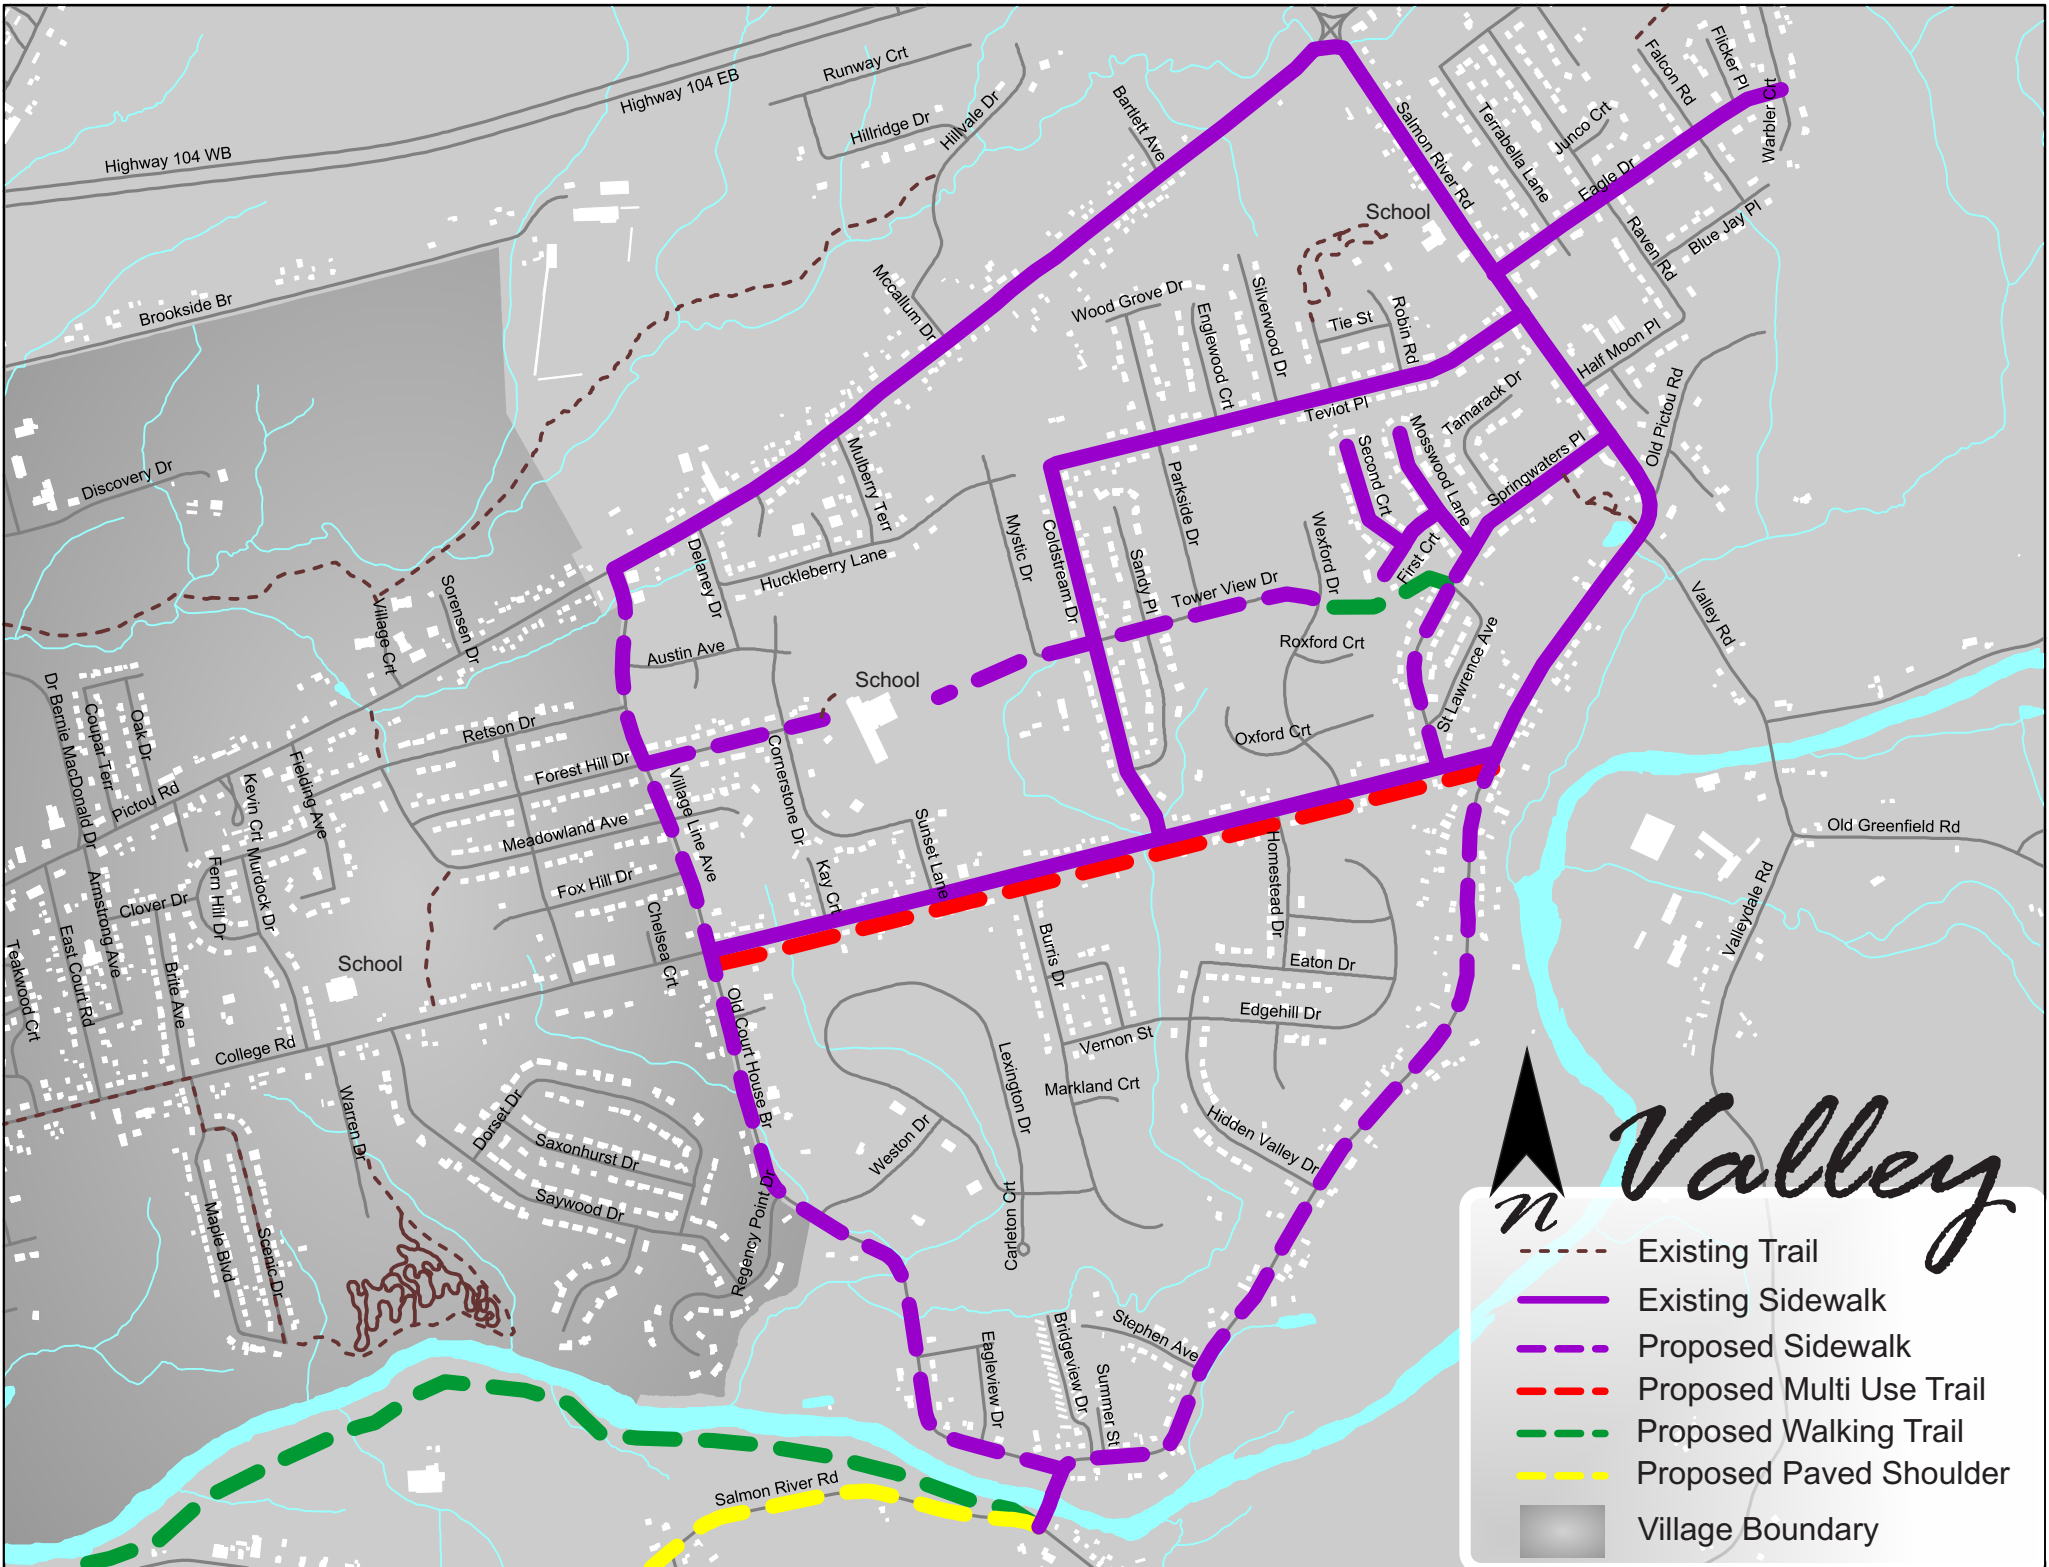 Highway 104 EB
Runway Crt
Hillridge Dr
Hillvale Dr
Highway 104 WB
Bartlett Ave
Salmon River Rd
Terrabella Lane
Junco Crt
Falcon Rd
Flicker Pl
Warbler Crt
Eagle Dr
Raven Rd
Blue Jay Pl
School
Brookside Br
Mccallum Dr
Wood Grove Dr
Englewood Crt
Silverwood Dr
Tie St
Robin Rd
Half Moon Pl
Old Pictou Rd
Teviot Pl
Tamarack Dr
Mosswood Lane
Second Crt
Springwaters Pl
First Crt
Discovery Dr
Mulberry Terr
Huckleberry Lane
Delaney Dr
Mystic Dr
Coldstream Dr
Sandy Pl
Parkside Dr
Tower View Dr
Wexford Dr
Roxford Crt
Oxford Crt
St Lawrence Ave
Valley Rd
Village Crt
Sorensen Dr
Austin Ave
School
Dr Bernie MacDonald Dr
Coupar Terr
Oak Dr
Pictou Rd
Retson Dr
Forest Hill Dr
Meadowland Ave
Fox Hill Dr
Village Line Ave
Cornerstone Dr
Kay Crt
Sunset Lane
Kevin Crt
Fielding Ave
Murdock Dr
Fern Hill Dr
Clover Dr
Armstrong Ave
East Court Rd
Teakwood Crt
Brite Ave
School
College Rd
Chelsea Crt
Old Court House Br
Homestead Dr
Burris Dr
Eaton Dr
Edgehill Dr
Vernon St
Markland Crt
Lexington Dr
Weston Dr
Carleton Crt
Hidden Valley Dr
Old Greenfield Rd
Valleydale Rd
Warren Dr
Dorset Dr
Saxonhurst Dr
Saywood Dr
Regency Point Dr
Maple Blvd
Scenic Dr
Eagleview Dr
Bridgeview Dr
Summer St
Stephen Ave
Salmon River Rd
n
Valley
Existing Trail
Existing Sidewalk
Proposed Sidewalk
Proposed Multi Use Trail
Proposed Walking Trail
Proposed Paved Shoulder
Village Boundary